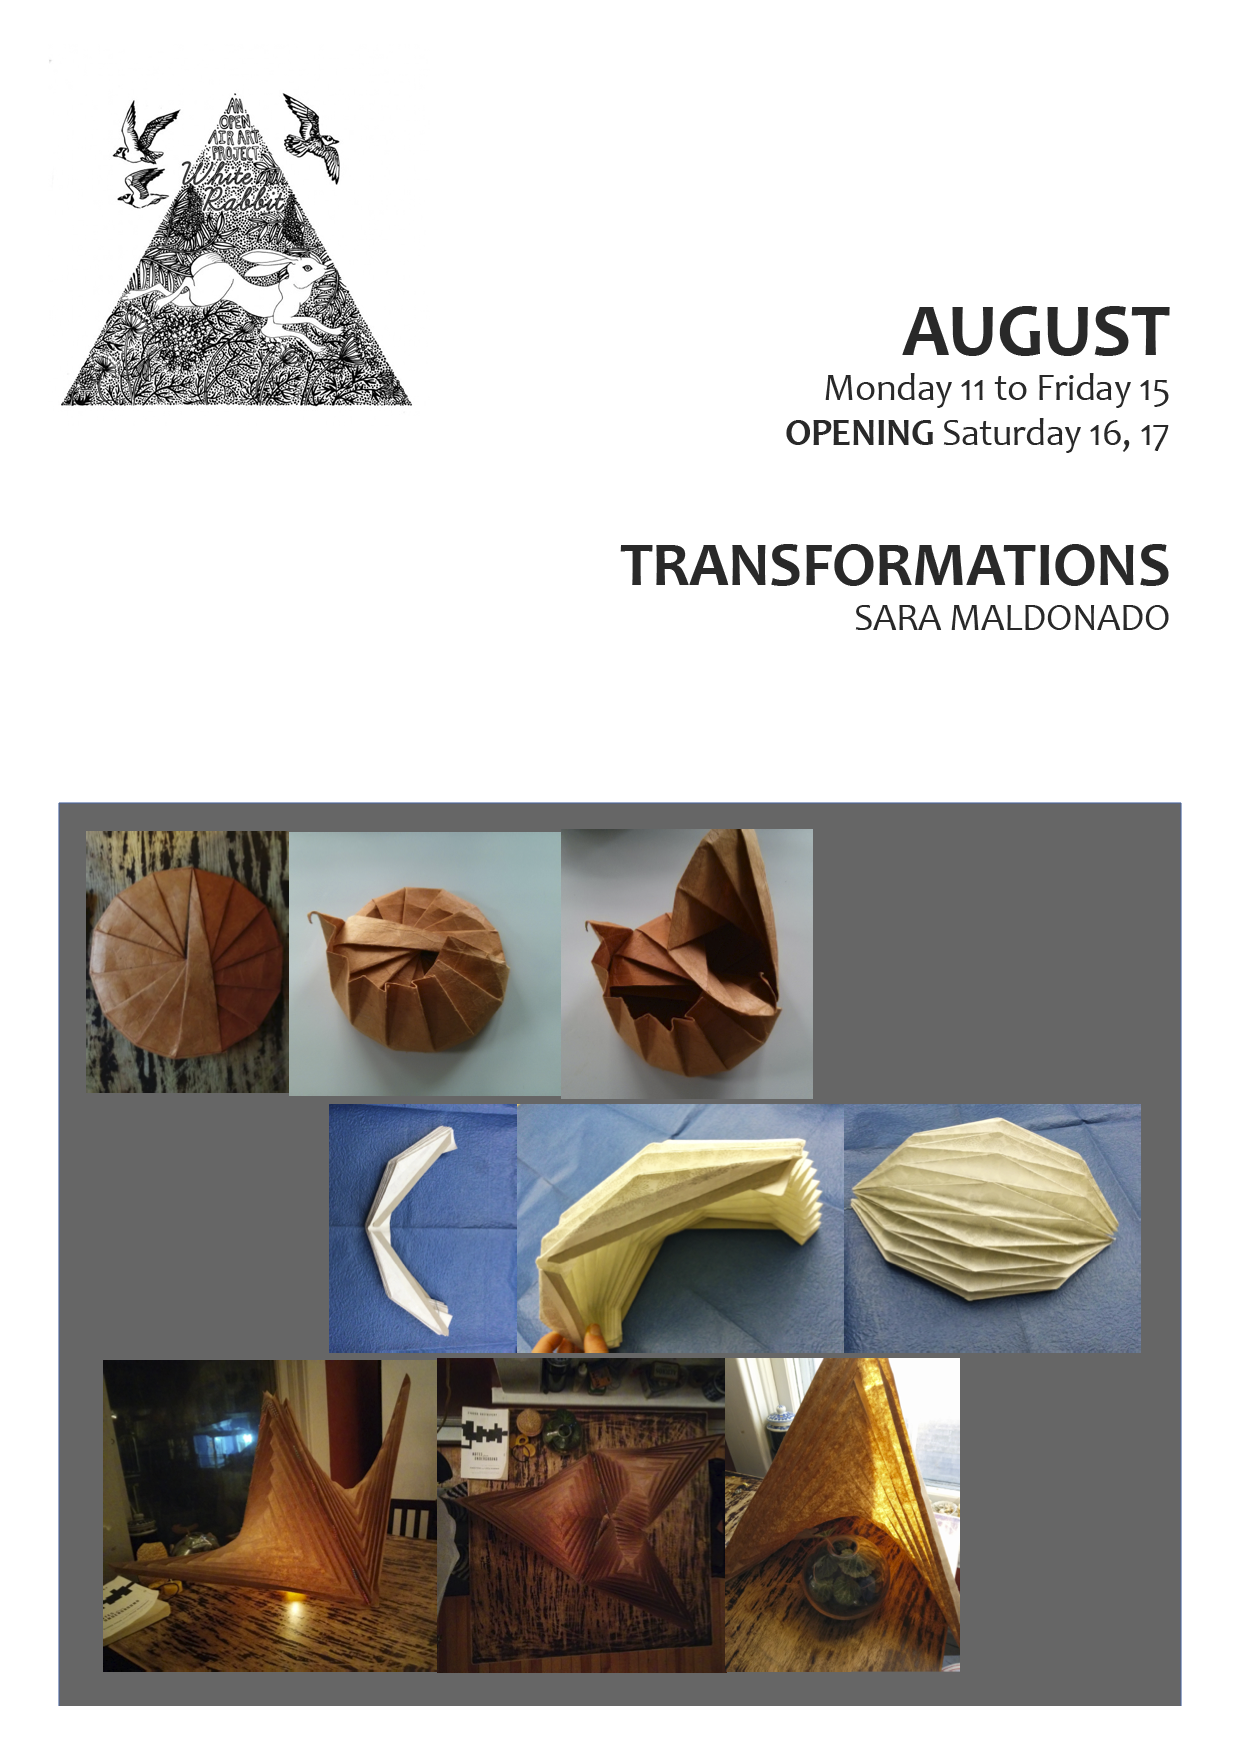 AN
OPEN
AIR ART
PROJECT
White
Rabbit
AUGUST
Monday 11 to Friday 15
OPENING Saturday 16, 17
TRANSFORMATIONS
SARA MALDONADO